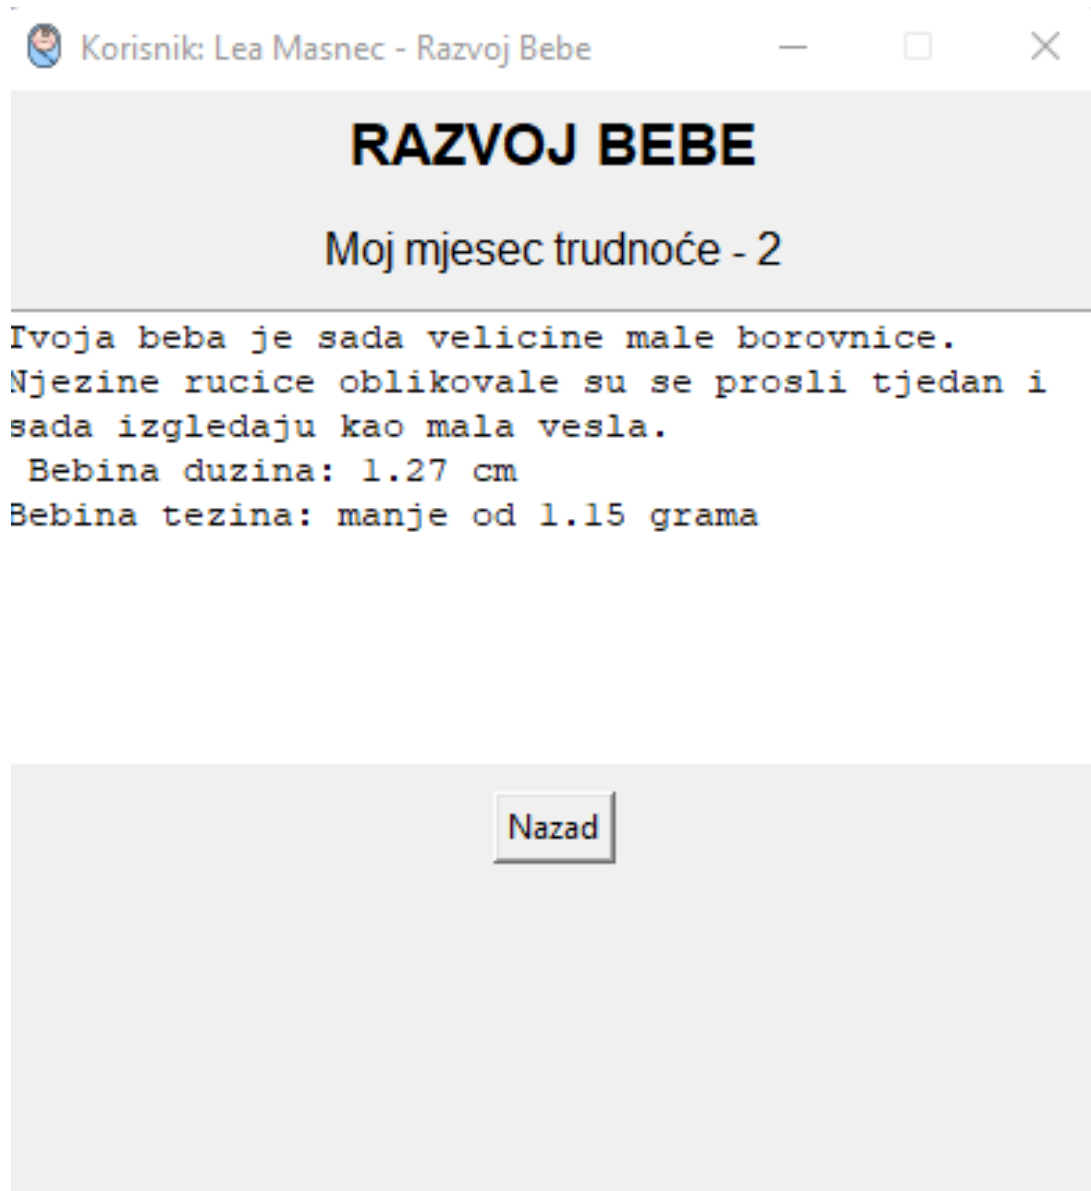 Korisnik: Lea Masnec - Razvoj Bebe
RAZVOJ BEBE
Moj mjesec trudnoće - 2
Tvoja beba je sada velicine male borovnice.
Njezine rucice oblikovale su se prosli tjedan i
sada izgledaju kao mala vesla.
Bebina duzina: 1.27 cm
Bebina tezina: manje od 1.15 grama
Nazad